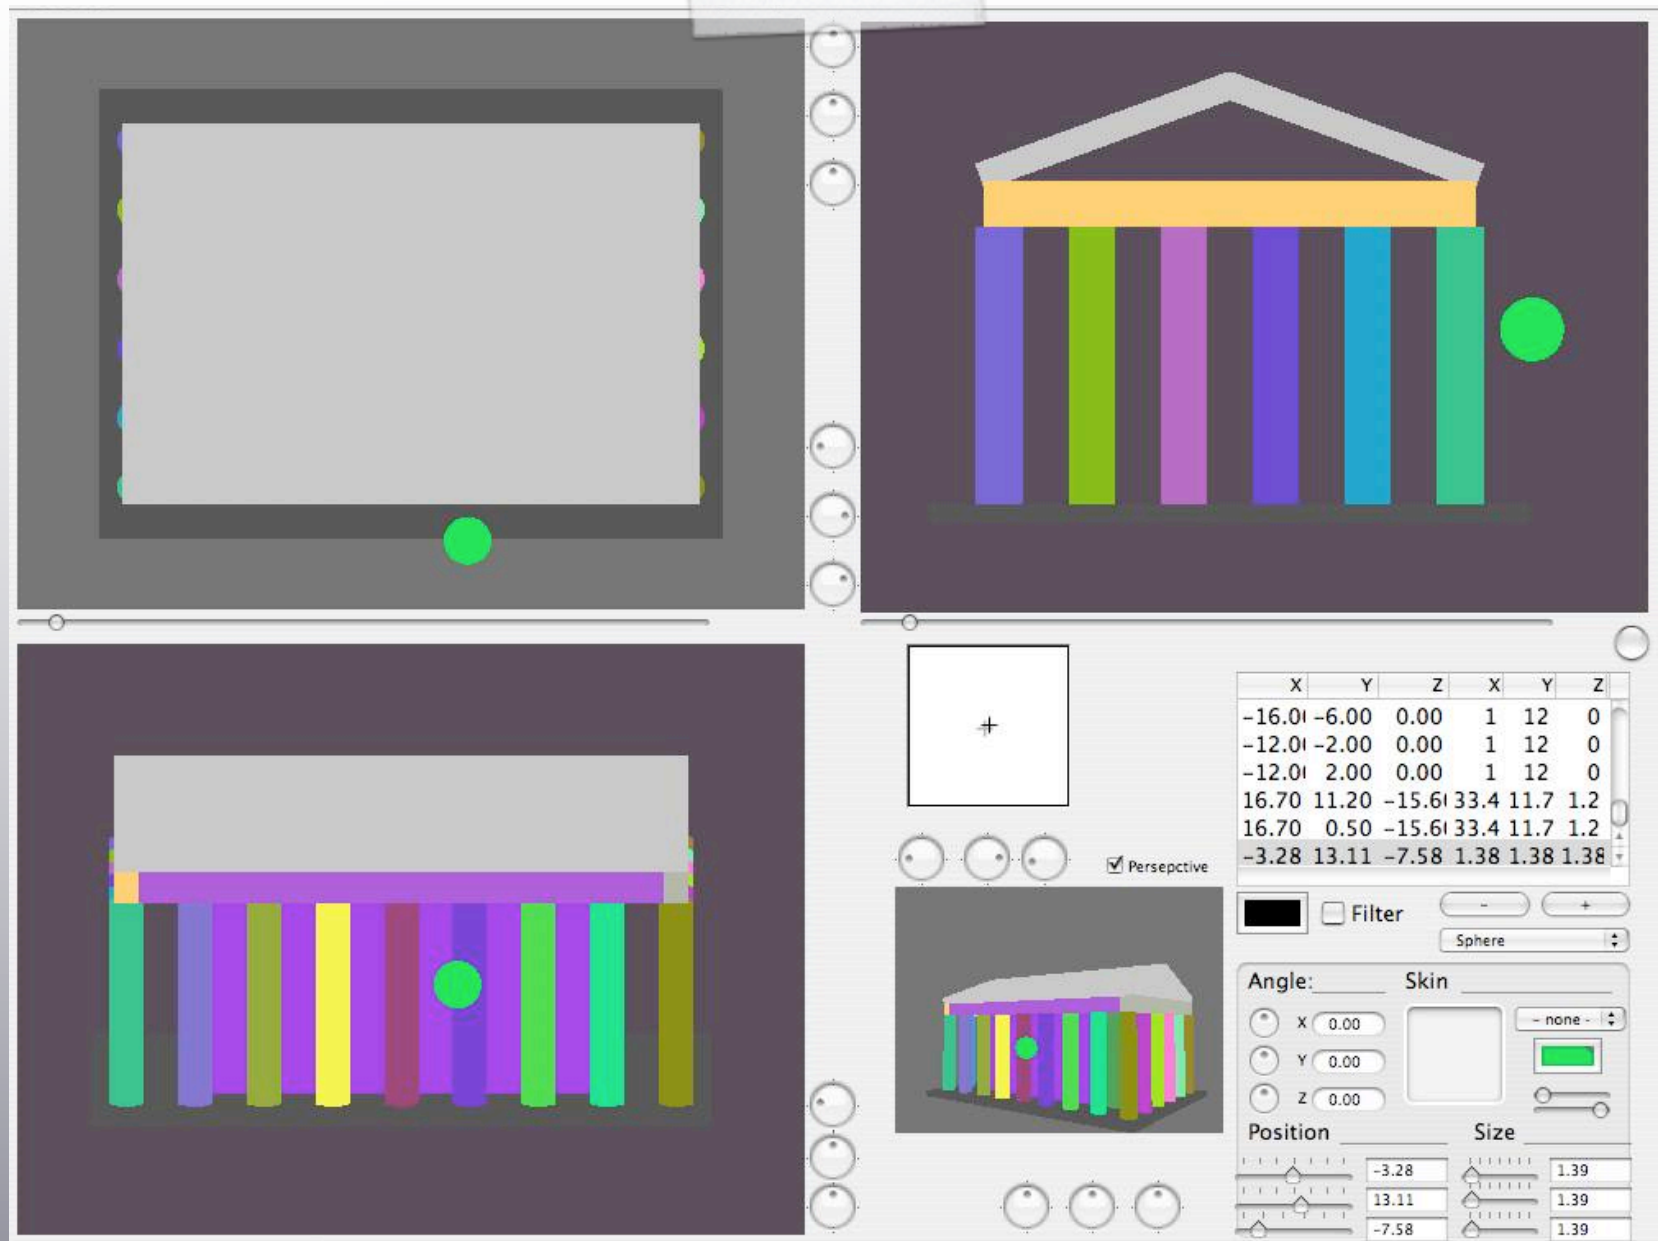 X Y Z X Y Z
-16.0 -6.00 0.00 1 12 0
-12.0 -2.00 0.00 1 12 0
-12.0 2.00 0.00 1 12 0
16.70 11.20 -15.6 33.4 11.7 1.2
16.70 0.50 -15.6 33.4 11.7 1.2
-3.28 13.11 -7.58 1.38 1.38 1.38
Persepctive
Filter
- +
Sphere
Angle: Skin
X 0.00
- none -
Y 0.00
Z 0.00
Position Size
-3.28 1.39
13.11 1.39
-7.58 1.39